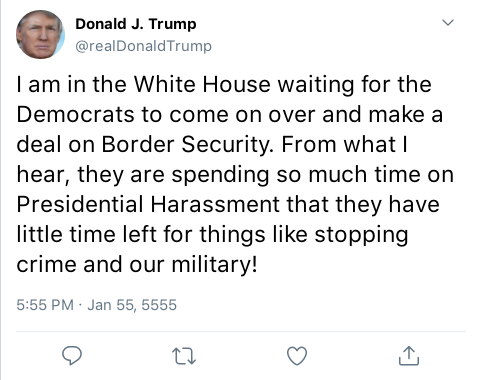 Donald J. Trump
@realDonaldTrump
I am in the White House waiting for the
Democrats to come on over and make a
deal on Border Security. From what I
hear, they are spending so much time on
Presidential Harassment that they have
little time left for things like stopping
crime and our military!
5:55 PM · Jan 55, 5555